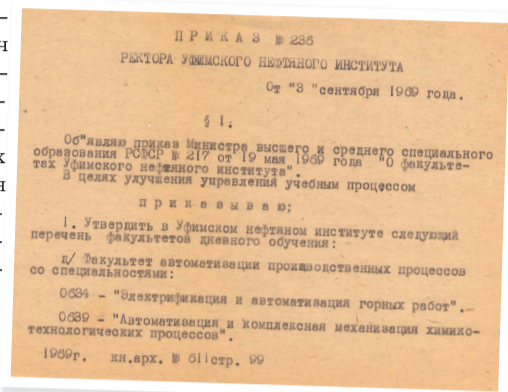 ч
х
я
П Р И К А З № 236
РЕКТОРА УФИМСКОГО НЕФТЯНОГО ИНСТИТУТА
От "3 "сентября 1969 года.
§ 1.
Об"являю приказ Министра высшего и среднего специального
образования РСФСР № 217 от 19 мая 1969 года "О факульте-
тах Уфимского нефтяного института".
В целях улучшения управления учебным процессом
п р и к а з ы в а ю;
1. Утвердить в Уфимском нефтяном институте следующий
перечень факультетов дневного обучения:
д/ Факультет автоматизации производственных процессов
со специальностями:
0634 - "Электрификация и автоматизация горных работ".-
0639 - "Автоматизация и комплексная механизация химико-
технологических процессов".
1969г. кн.арх. № 611стр. 99